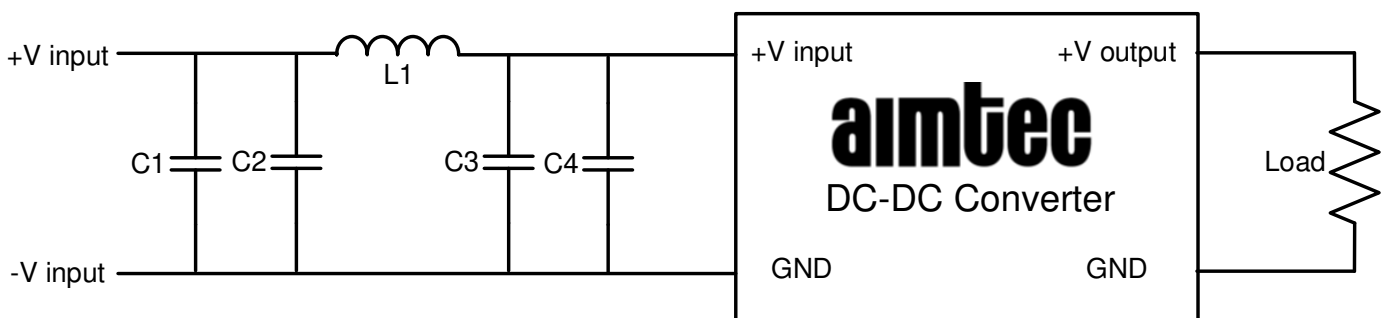 +V input
L1
C1
C2
C3
C4
-V input
+V input
+V output
aimtec
DC-DC Converter
GND
GND
Load